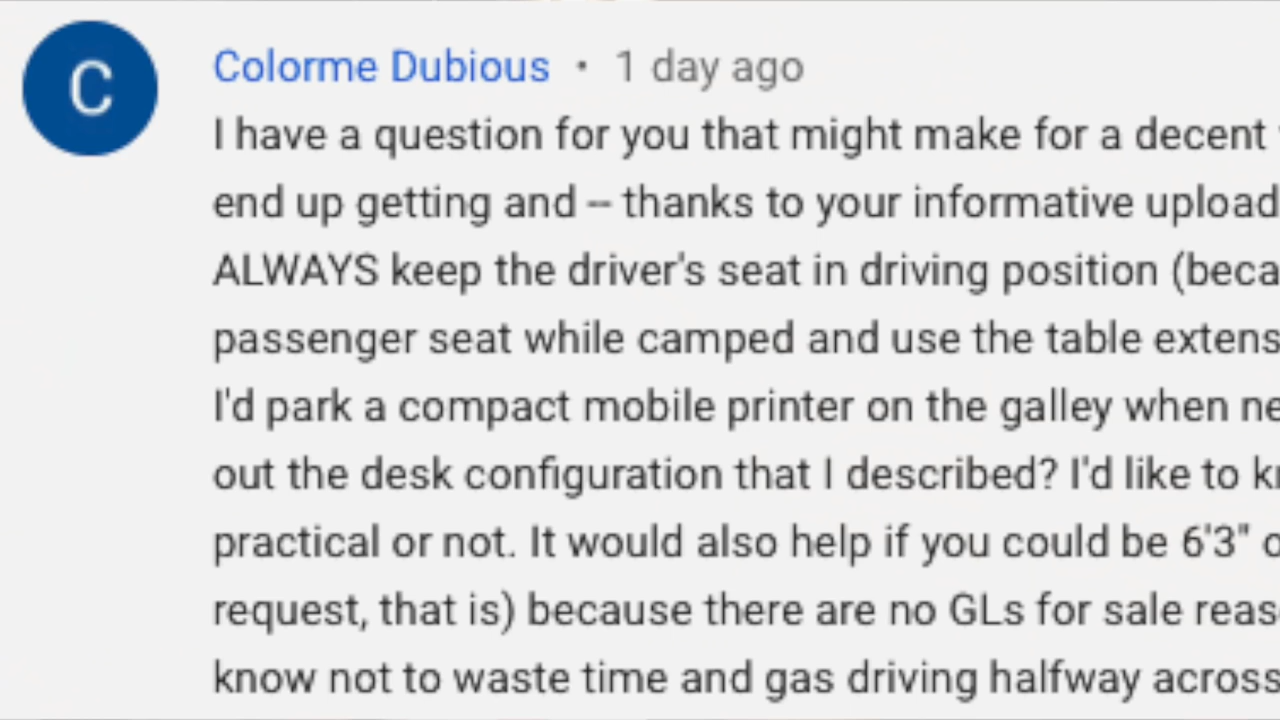 C
Colorme Dubious • 1 day ago
I have a question for you that might make for a decent
end up getting and -- thanks to your informative upload
ALWAYS keep the driver's seat in driving position (beca
passenger seat while camped and use the table extens
I'd park a compact mobile printer on the galley when ne
out the desk configuration that I described? I'd like to kn
practical or not. It would also help if you could be 6'3" o
request, that is) because there are no GLs for sale reas
know not to waste time and gas driving halfway across